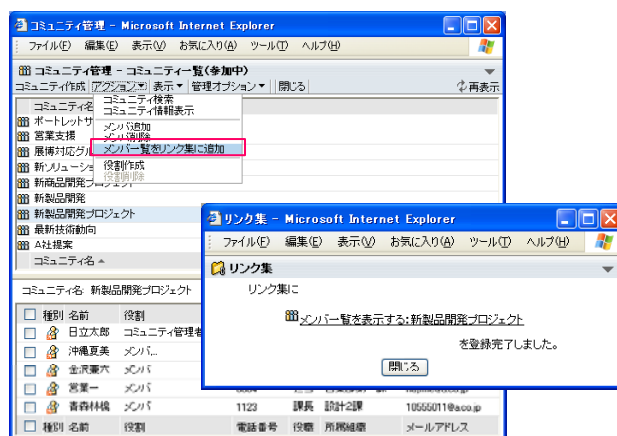 コミュニティ管理 - Microsoft Internet Explorer
ファイル(F) 編集(E) 表示(V) お気に入り(A) ツール(T) ヘルプ(H)
コミュニティ管理 - コミュニティ一覧(参加中)
コミュニティ作成 アクション▼ 表示▼ 管理オプション▼ 閉じる 再表示
コミュニティ検索
コミュニティ情報表示
メンバ追加
メンバ削除
メンバー覧をリンク集に追加
役割作成
役割削除
コミュニティ名
ポートレットサ
営業支援
展博対応グル
新ソリューショ
新商品開発プロジェクト
新製品開発
新製品開発プロジェクト
最新技術動向
A社提案
コミュニティ名▲
コミュニティ名: 新製品開発プロジェクト
種別 名前 役割
日立太郎 コミュニティ管理者
沖縄夏美 メンバ...
金沢兼六 メンバ
営業一 メンバ
青森林檎 メンバ 1123 課長 設計2課 10555011@a.co.jp
種別 名前 役割 電話番号 役職 所属組織 メールアドレス
リンク集 - Microsoft Internet Explorer
ファイル(F) 編集(E) 表示(V) お気に入り(A) ツール(T) ヘルプ(H)
リンク集
リンク集に
メンバー覧を表示する:新製品開発プロジェクト
を登録完了しました。
閉じる